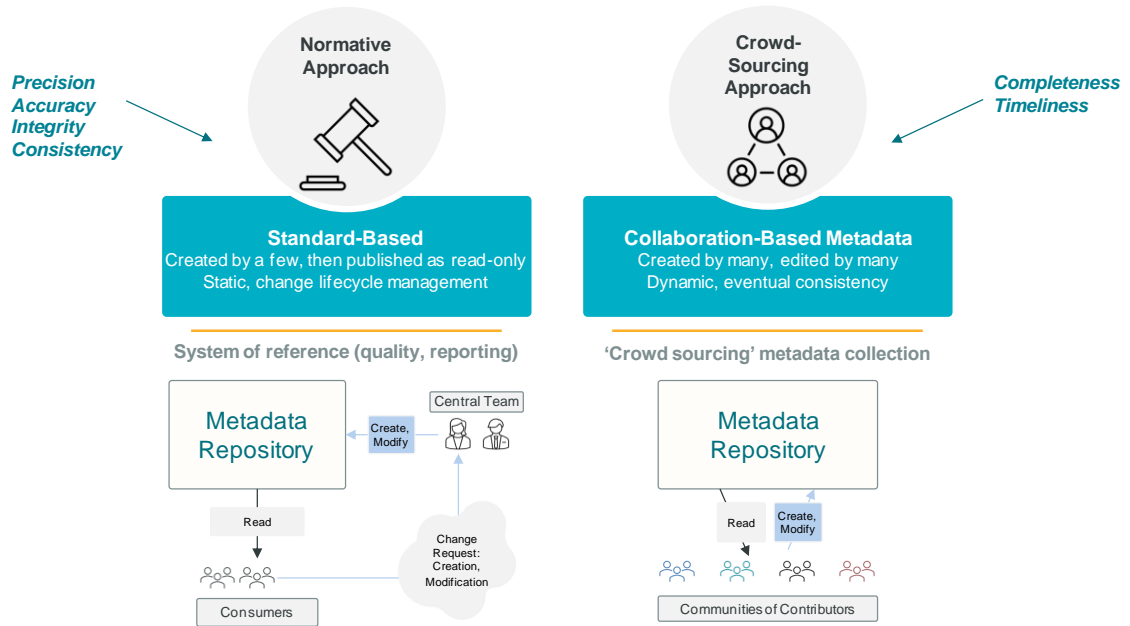 Normative
Approach
Precision
Accuracy
Integrity
Consistency
Standard-Based
Created by a few, then published as read-only
Static, change lifecycle management
System of reference (quality, reporting)
Metadata
Repository
Central Team
Create,
Modify
Read
Change
Request:
Creation,
Modification
Consumers
Crowd-
Sourcing
Approach
Completeness
Timeliness
Collaboration-Based Metadata
Created by many, edited by many
Dynamic, eventual consistency
‘Crowd sourcing’ metadata collection
Metadata
Repository
Read
Create,
Modify
Communities of Contributors